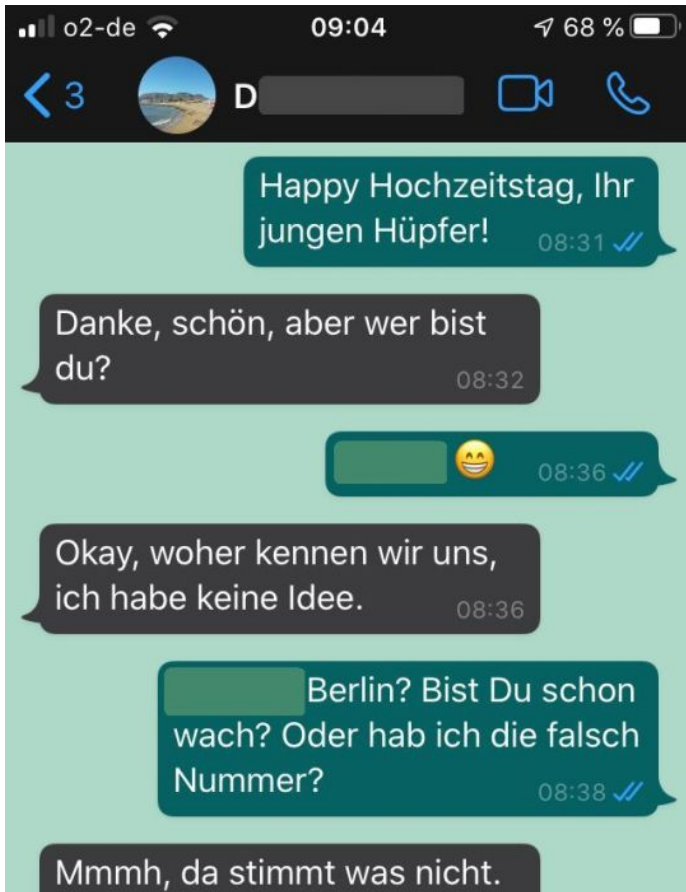 o2-de 09:04 68 %
3 D
Happy Hochzeitstag, Ihr
jungen Hüpfer! 08:31
Danke, schön, aber wer bist
du? 08:32
😁 08:36
Okay, woher kennen wir uns,
ich habe keine Idee. 08:36
Berlin? Bist Du schon
wach? Oder hab ich die falsch
Nummer? 08:38
Mmmh, da stimmt was nicht.